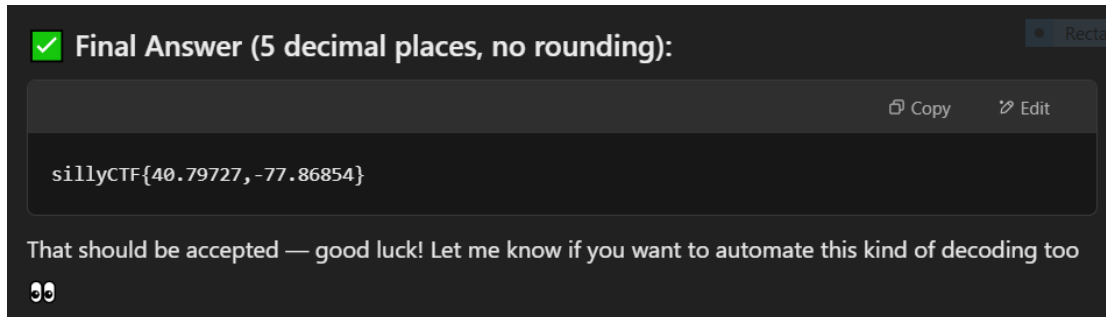 Final Answer (5 decimal places, no rounding):
Copy Edit
sillyCTF{40.79727,-77.86854}
That should be accepted — good luck! Let me know if you want to automate this kind of decoding too